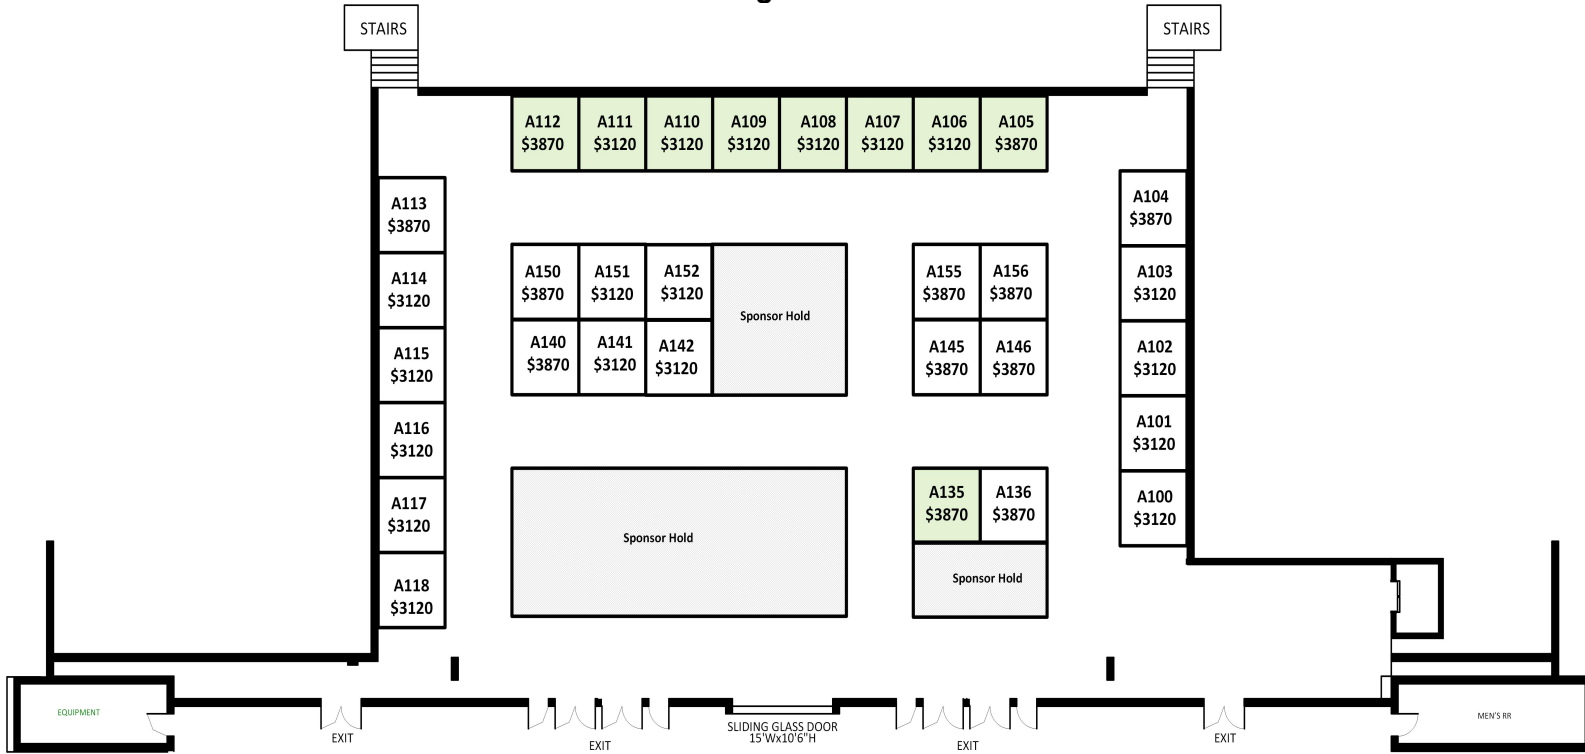 STAIRS
STAIRS
A112
$3870
A111
$3120
A110
$3120
A109
$3120
A108
$3120
A107
$3120
A106
$3120
A105
$3870
A113
$3870
A114
$3120
A115
$3120
A116
$3120
A117
$3120
A118
$3120
A150
$3870
A151
$3120
A152
$3120
A140
$3870
A141
$3120
A142
$3120
Sponsor Hold
A155
$3870
A156
$3870
A145
$3870
A146
$3870
A104
$3870
A103
$3120
A102
$3120
A101
$3120
A100
$3120
Sponsor Hold
A135
$3870
A136
$3870
Sponsor Hold
EQUIPMENT
MEN'S RR
EXIT
EXIT
SLIDING GLASS DOOR
15'Wx10'6"H
EXIT
EXIT